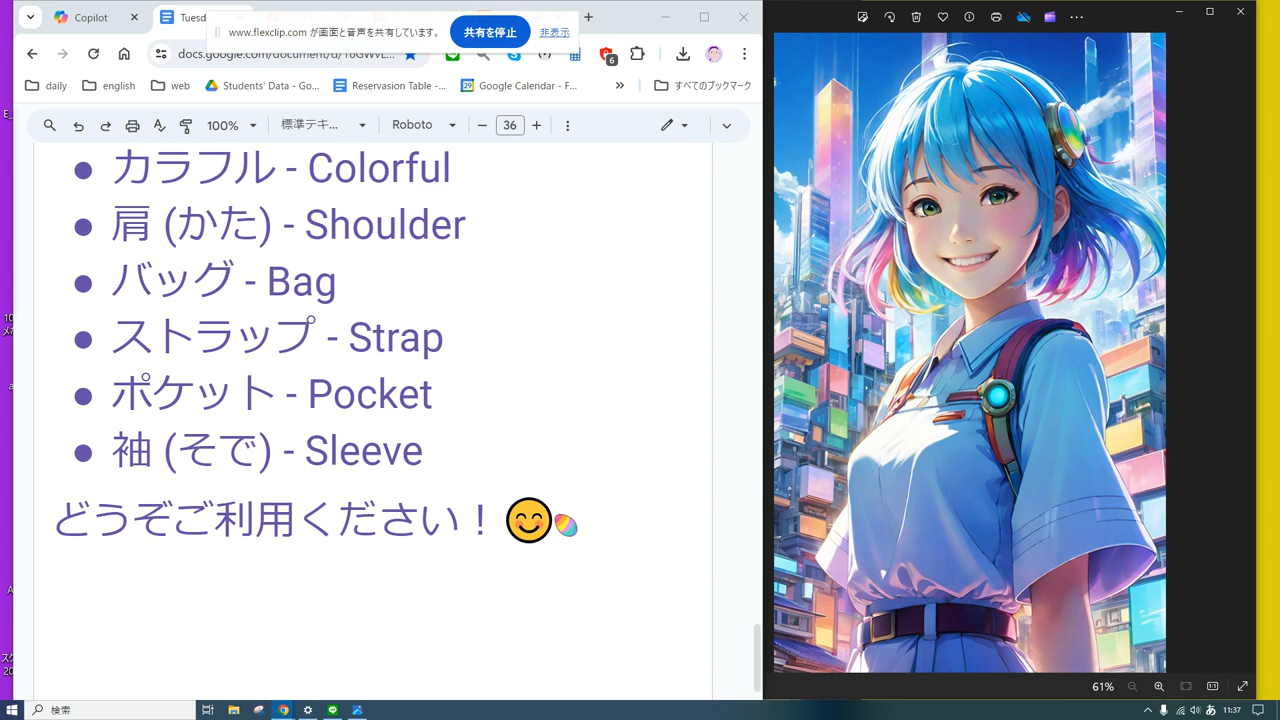 Copilot
Tuesd
www.flexclip.com が画面と音声を共有しています。
共有を停止
非表示
6
daily
english
web
Students' Data - Go...
Reservasion Table -...
Google Calendar - F...
»
すべてのブックマーク
100%
標準テキ...
Roboto
36
● カラフル - Colorful
● 肩 (かた) - Shoulder
● バッグ - Bag
● ストラップ - Strap
● ポケット - Pocket
● 袖 (そで) - Sleeve
どうぞご利用ください！
61%
検索
あ
11:37